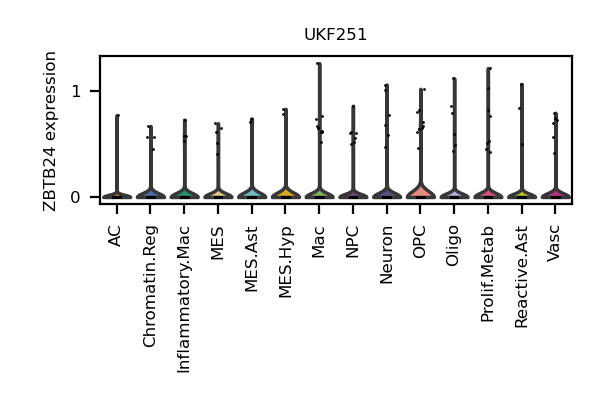 UKF251
ZBTB24 expression
1
0
AC
Chromatin.Reg
Inflammatory.Mac
MES
MES.Ast
MES.Hyp
Mac
NPC
Neuron
OPC
Oligo
Prolif.Metab
Reactive.Ast
Vasc